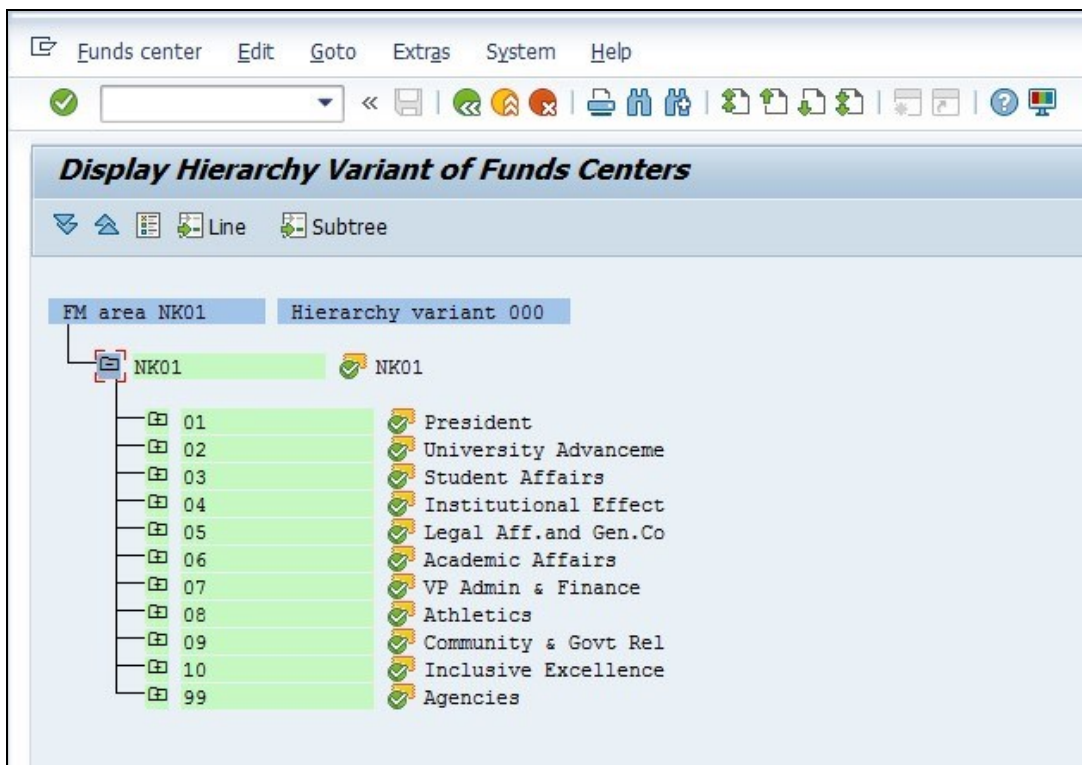 Funds center Edit Goto Extras System Help
Display Hierarchy Variant of Funds Centers
Line Subtree
FM area NK01 Hierarchy variant 000
NK01 NK01
01 President
02 University Advanceme
03 Student Affairs
04 Institutional Effect
05 Legal Aff.and Gen.Co
06 Academic Affairs
07 VP Admin & Finance
08 Athletics
09 Community & Govt Rel
10 Inclusive Excellence
99 Agencies